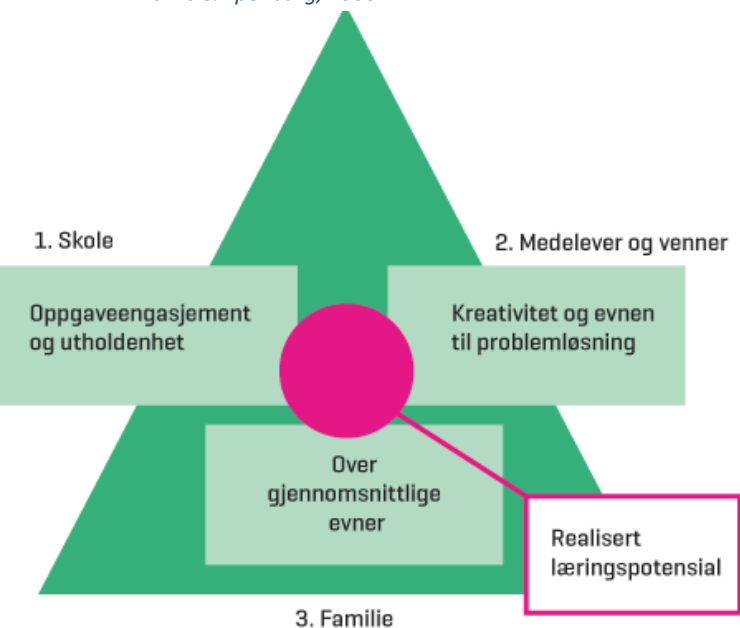 1. Skole
2. Medelever og venner
Oppgaveengasjement
og utholdenhet
Kreativitet og evnen
til problemløsning
Over
gjennomsnittlige
evner
Realisert
læringspotensial
3. Familie